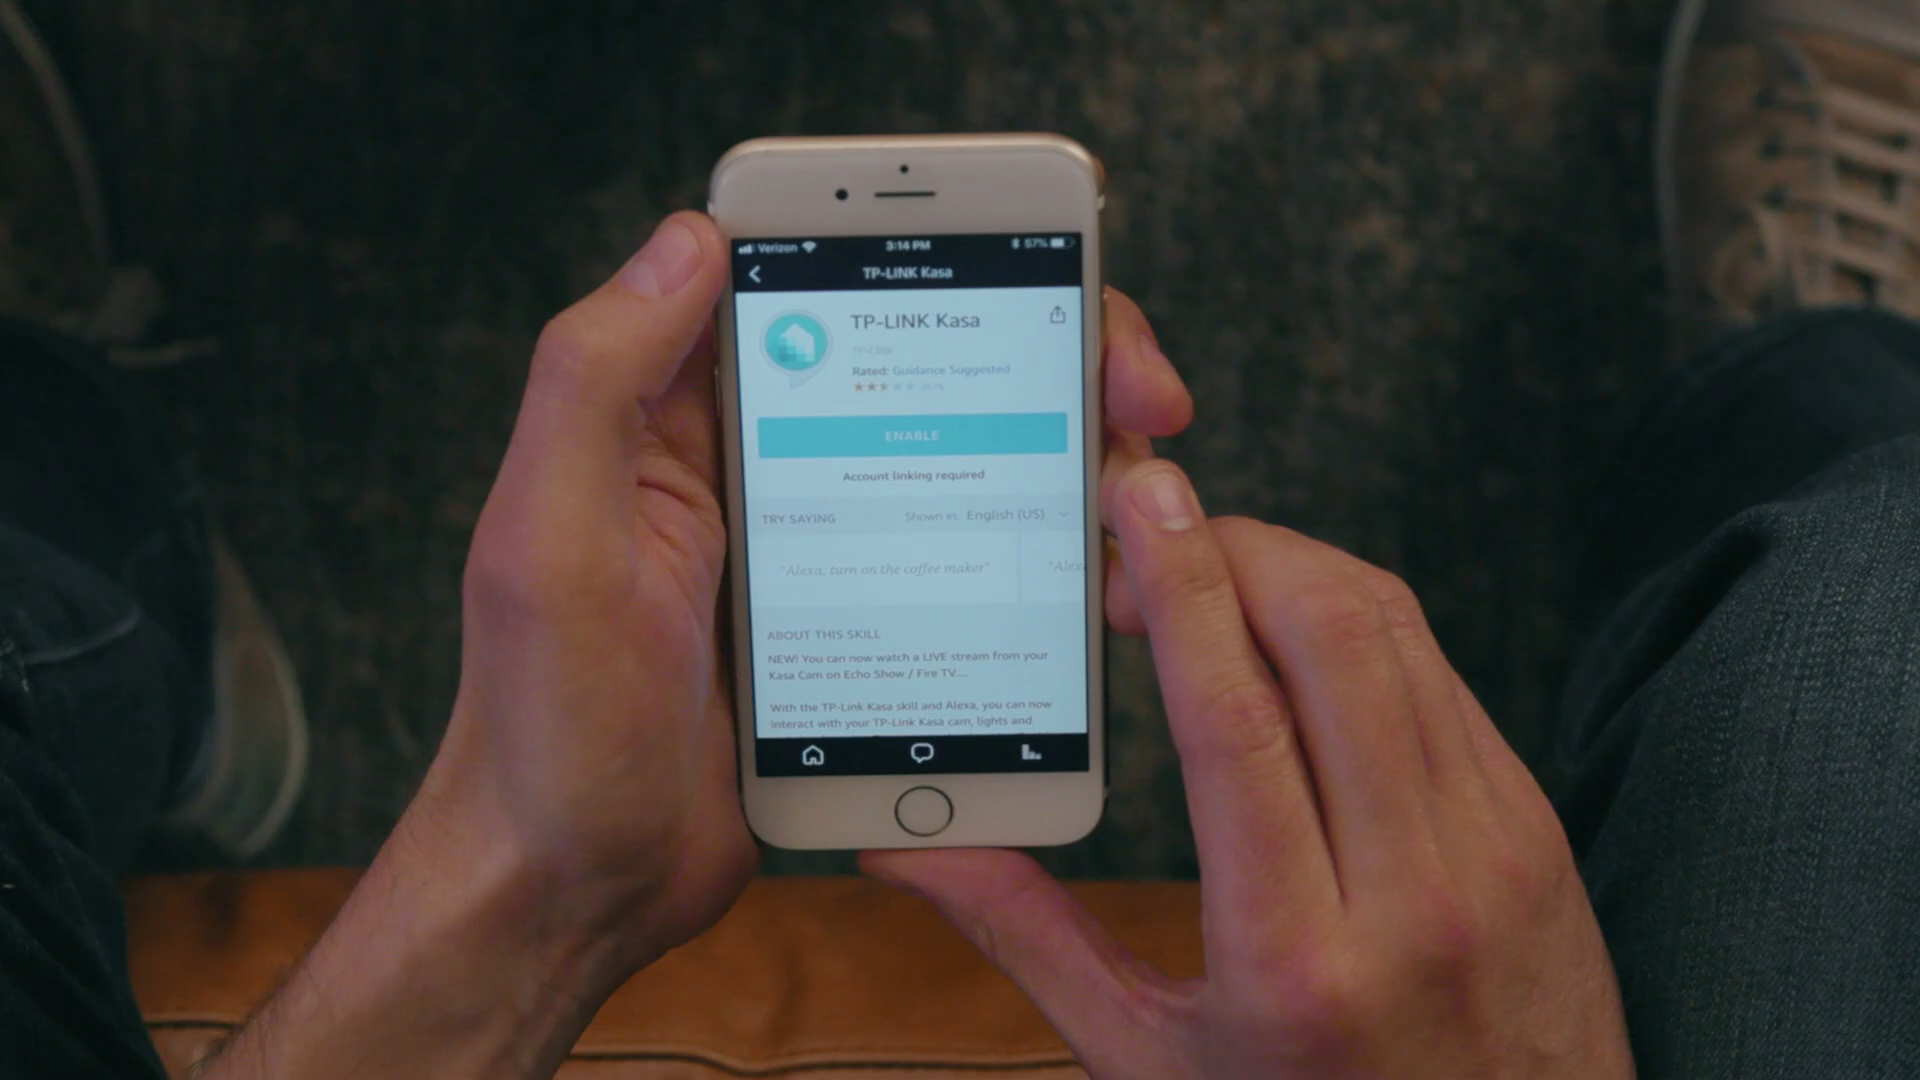 Verizon 3:14 PM 57%
TP-LINK Kasa
TP-LINK Kasa
TP-LINK
Rated: Guidance Suggested
ENABLE
Account linking required
TRY SAYING Shown in: English (US)
"Alexa, turn on the coffee maker" "Alexa
ABOUT THIS SKILL
NEW! You can now watch a LIVE stream from your
Kasa Cam on Echo Show / Fire TV...
With the TP-Link Kasa skill and Alexa, you can now
interact with your TP-Link Kasa cam, lights and